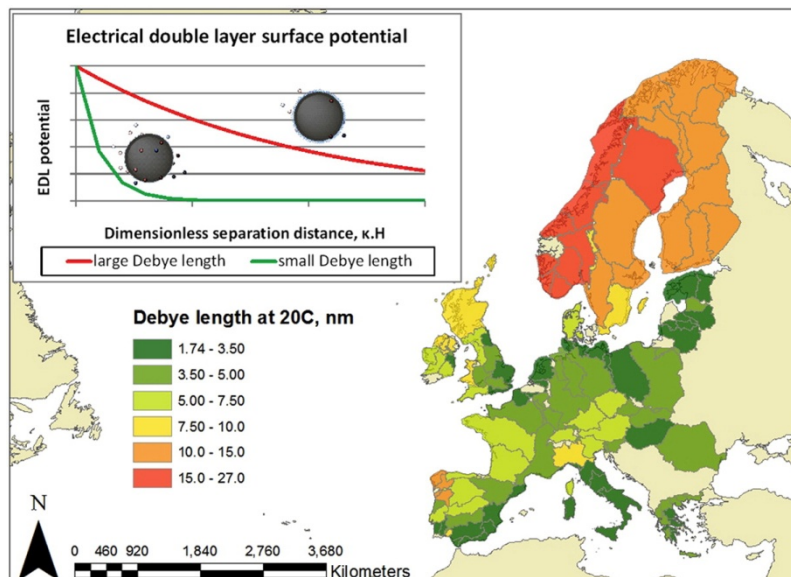 Electrical double layer surface potential
EDL potential
Dimensionless separation distance, κ.H
large Debye length small Debye length
Debye length at 20C, nm
1.74 - 3.50
3.50 - 5.00
5.00 - 7.50
7.50 - 10.0
10.0 - 15.0
15.0 - 27.0
N
0 460 920 1,840 2,760 3,680
Kilometers